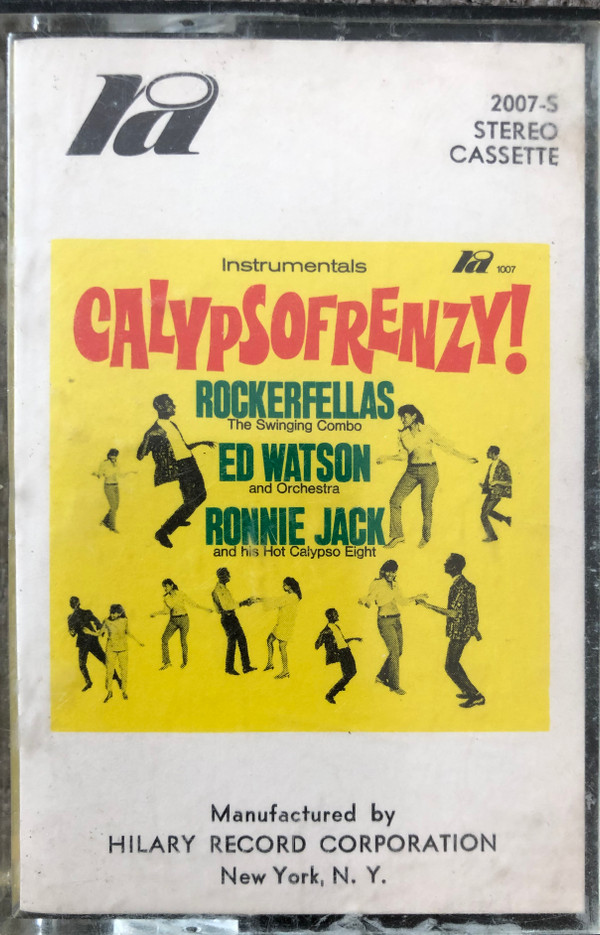 ra
2007-S
STEREO
CASSETTE
Instrumentals
ra 1007
CALYPSOFRENZY!
ROCKERFELLAS
The Swinging Combo
ED WATSON
and Orchestra
RONNIE JACK
and his Hot Calypso Eight
Manufactured by
HILARY RECORD CORPORATION
New York, N. Y.